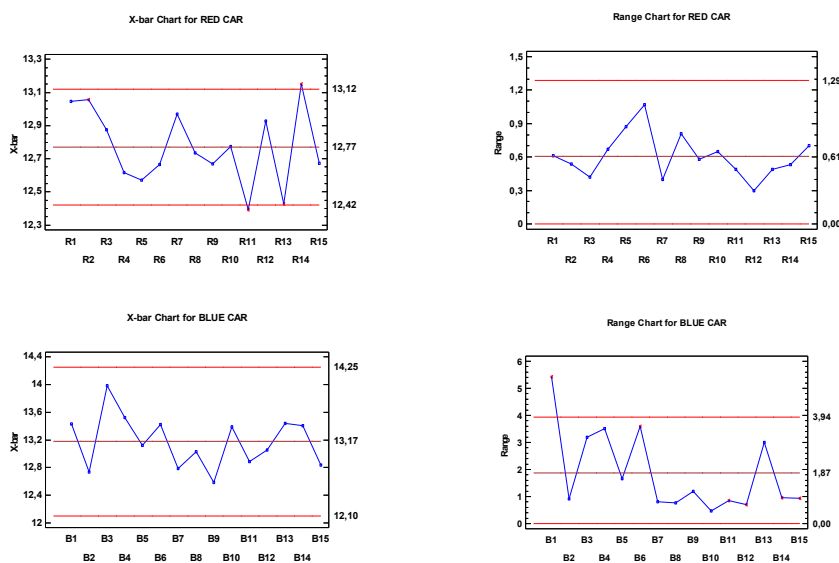 X-bar Chart for RED CAR
13,3
13,1
12,9
12,7
12,5
12,3
X-bar
13,12
12,77
12,42
R1 R3 R5 R7 R9 R11 R13 R15
R2 R4 R6 R8 R10 R12 R14
Range Chart for RED CAR
1,5
1,2
0,9
0,6
0,3
0
Range
1,29
0,61
0,00
R1 R3 R5 R7 R9 R11 R13 R15
R2 R4 R6 R8 R10 R12 R14
X-bar Chart for BLUE CAR
14,4
14
13,6
13,2
12,8
12,4
12
X-bar
14,25
13,17
12,10
B1 B3 B5 B7 B9 B11 B13 B15
B2 B4 B6 B8 B10 B12 B14
Range Chart for BLUE CAR
6
5
4
3
2
1
0
Range
3,94
1,87
0,00
B1 B3 B5 B7 B9 B11 B13 B15
B2 B4 B6 B8 B10 B12 B14